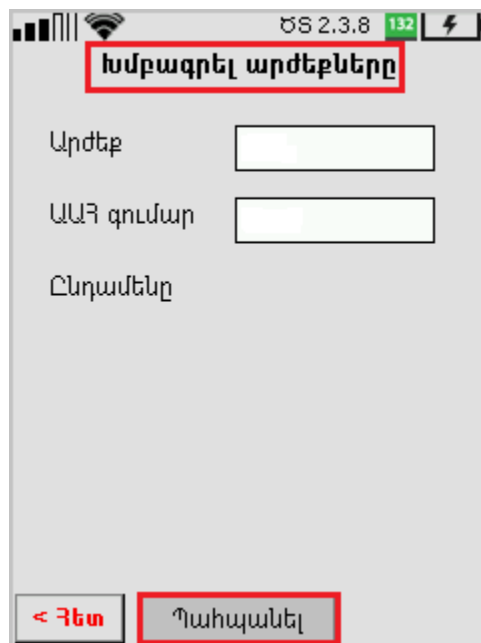 ԾՏ 2.3.8 132
Խմբագրել արժեքները
Արժեք
ԱԱՀ գումար
Ընդամենը
< Հետ
Պահպանել